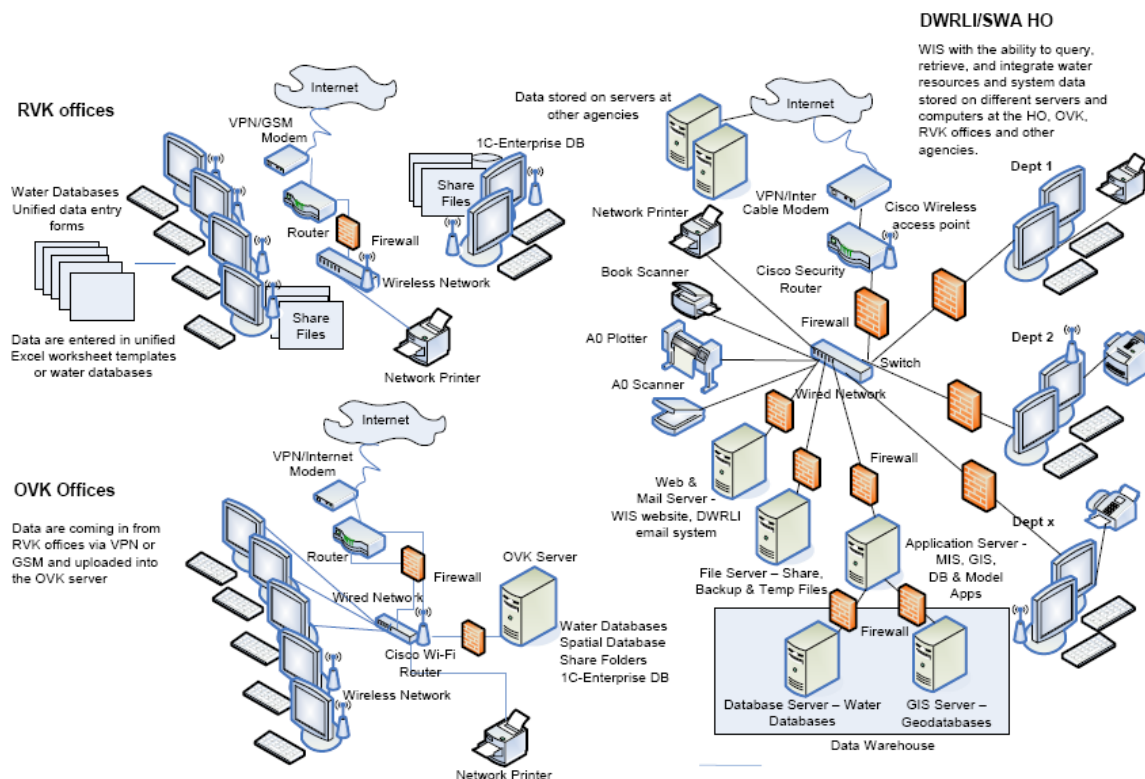 RVK offices
Internet
VPN/GSM
Modem
1C-Enterprise DB
Share
Files
Water Databases
Unified data entry
forms
Router
Firewall
Wireless Network
Share
Files
Data are entered in unified
Excel worksheet templates
or water databases
Network Printer
OVK Offices
Internet
VPN/Internet
Modem
Data are coming in from
RVK offices via VPN or
GSM and uploaded into
the OVK server
Router
Firewall
OVK Server
Wired Network
Cisco Wi-Fi
Router
Water Databases
Spatial Database
Share Folders
1C-Enterprise DB
Wireless Network
Network Printer
DWRLI/SWA HO
WIS with the ability to query,
retrieve, and integrate water
resources and system data
stored on different servers and
computers at the HO, OVK,
RVK offices and other
agencies.
Data stored on servers at
other agencies
Internet
Dept 1
Network Printer
VPN/Inter
Cable Modem
Cisco Wireless
access point
Book Scanner
Cisco Security
Router
Firewall
A0 Plotter
Switch
Dept 2
A0 Scanner
Wired Network
Firewall
Web &
Mail Server -
WIS website, DWRLI
email system
Dept x
File Server – Share,
Backup & Temp Files
Application Server -
MIS, GIS,
DB & Model
Apps
Firewall
Database Server – Water
Databases
GIS Server –
Geodatabases
Data Warehouse